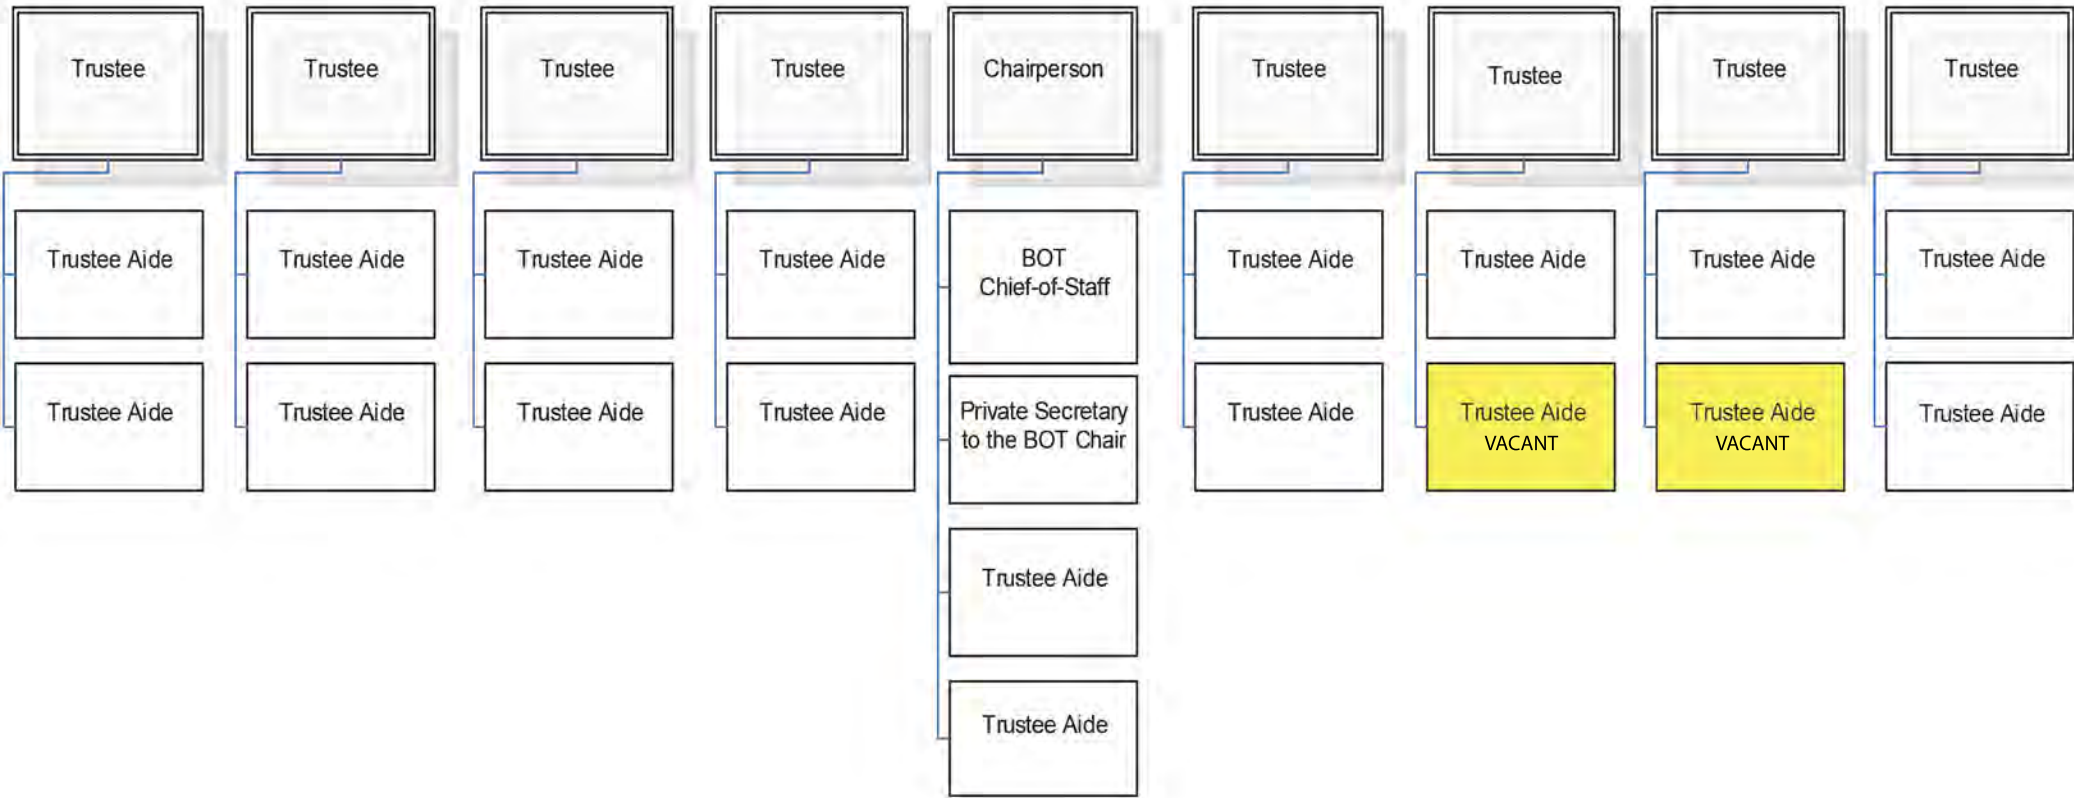 Trustee
Trustee
Trustee
Trustee
Chairperson
Trustee
Trustee
Trustee
Trustee
Trustee Aide
Trustee Aide
Trustee Aide
Trustee Aide
BOT
Chief-of-Staff
Trustee Aide
Trustee Aide
Trustee Aide
Trustee Aide
Trustee Aide
Trustee Aide
Trustee Aide
Trustee Aide
Private Secretary
to the BOT Chair
Trustee Aide
Trustee Aide
VACANT
Trustee Aide
VACANT
Trustee Aide
Trustee Aide
Trustee Aide